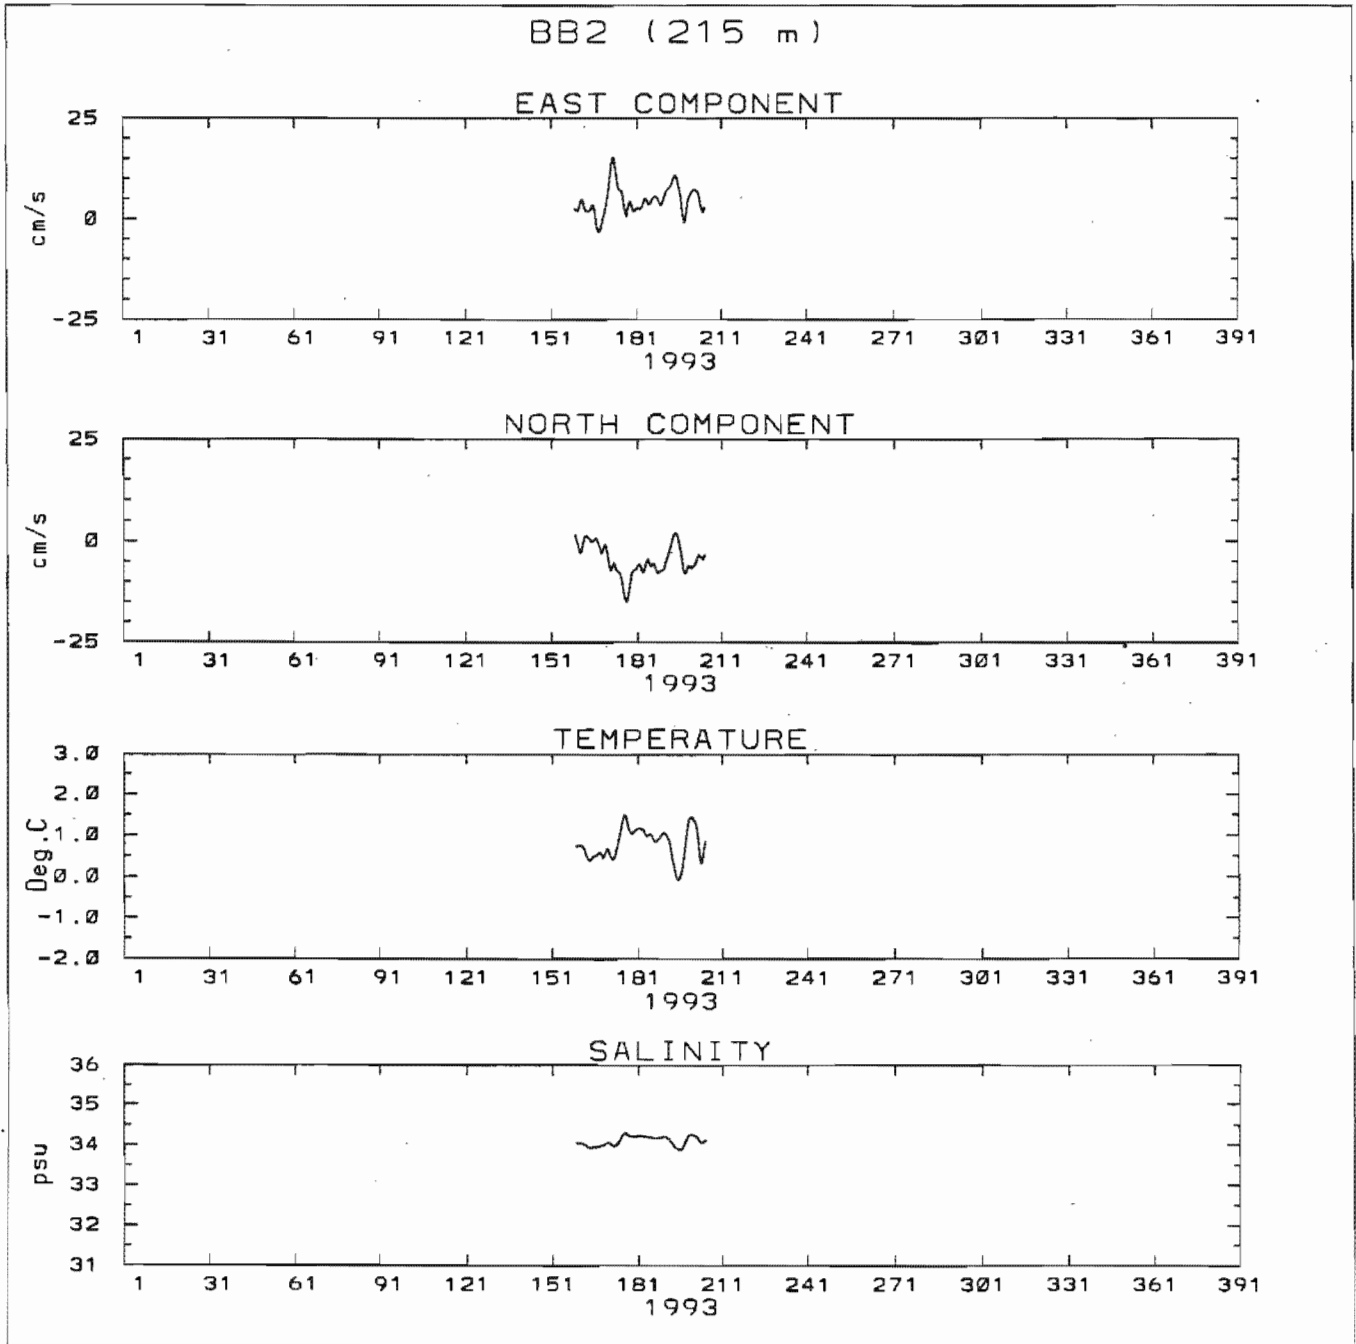 BB2 (215 m)
EAST COMPONENT
25
0
-25
cm/s
1 31 61 91 121 151 181 211 241 271 301 331 361 391
1993
NORTH COMPONENT
25
0
-25
cm/s
1 31 61 91 121 151 181 211 241 271 301 331 361 391
1993
TEMPERATURE
3.0
2.0
1.0
0.0
-1.0
-2.0
Deg.C
1 31 61 91 121 151 181 211 241 271 301 331 361 391
1993
SALINITY
36
35
34
33
32
31
psu
1 31 61 91 121 151 181 211 241 271 301 331 361 391
1993